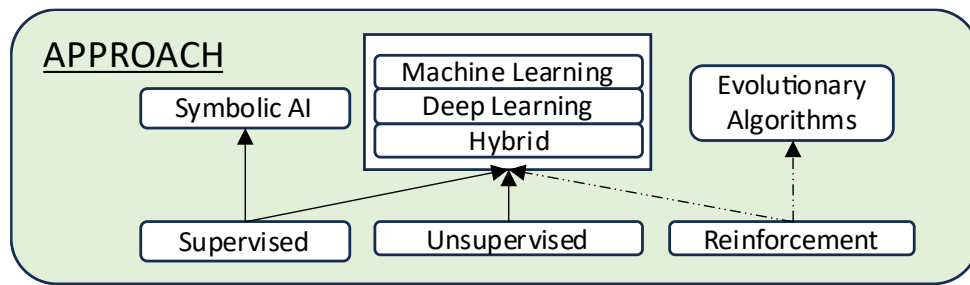 APPROACH
Symbolic AI
Machine Learning
Deep Learning
Hybrid
Evolutionary
Algorithms
Supervised
Unsupervised
Reinforcement